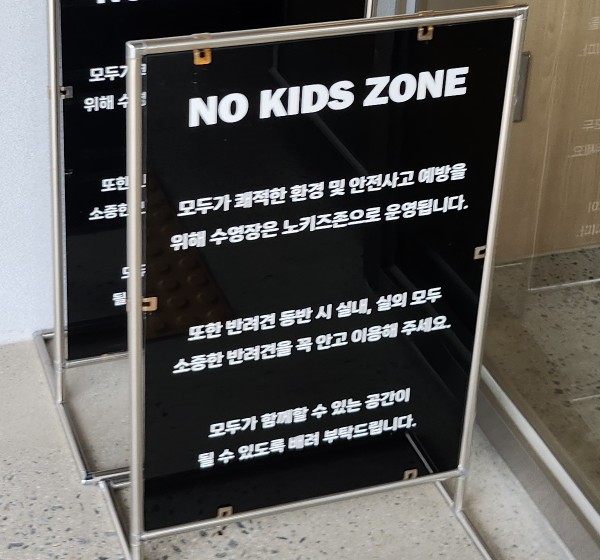 NO KIDS ZONE
모두가 쾌적한 환경 및 안전사고 예방을
위해 수영장은 노키즈존으로 운영됩니다.
또한 반려견 동반 시 실내, 실외 모두
소중한 반려견을 꼭 안고 이용해 주세요.
모두가 함께할 수 있는 공간이
될 수 있도록 배려 부탁드립니다.